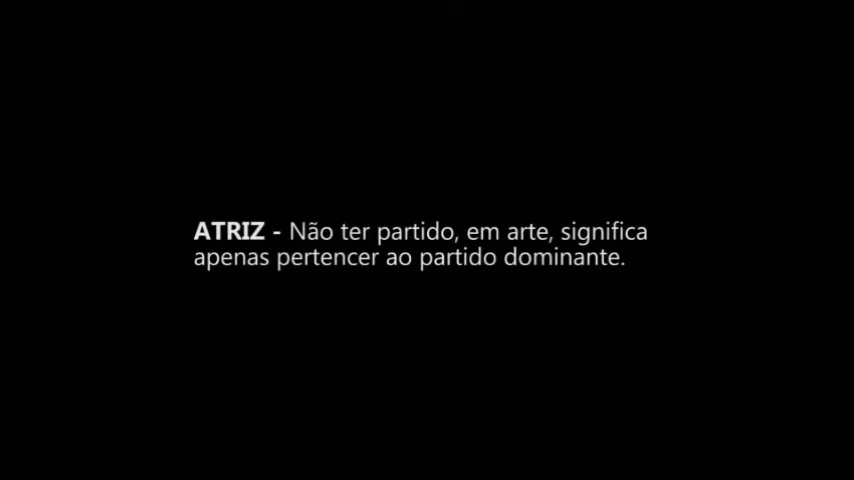 ATRIZ - Não ter partido, em arte, significa
apenas pertencer ao partido dominante.